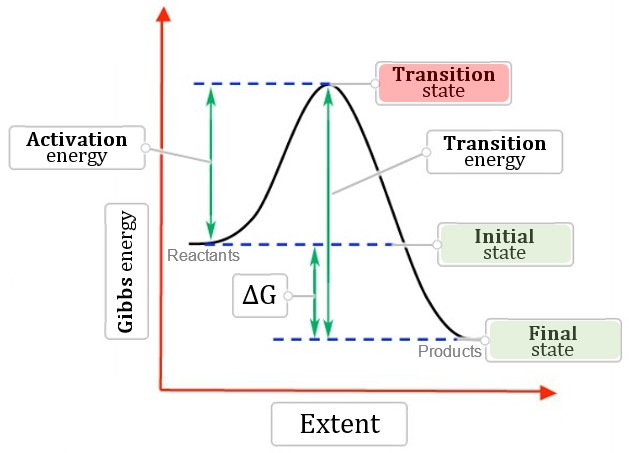 Transition
state
Activation
energy
Transition
energy
Gibbs energy
Initial
state
Reactants
ΔG
Final
state
Products
Extent